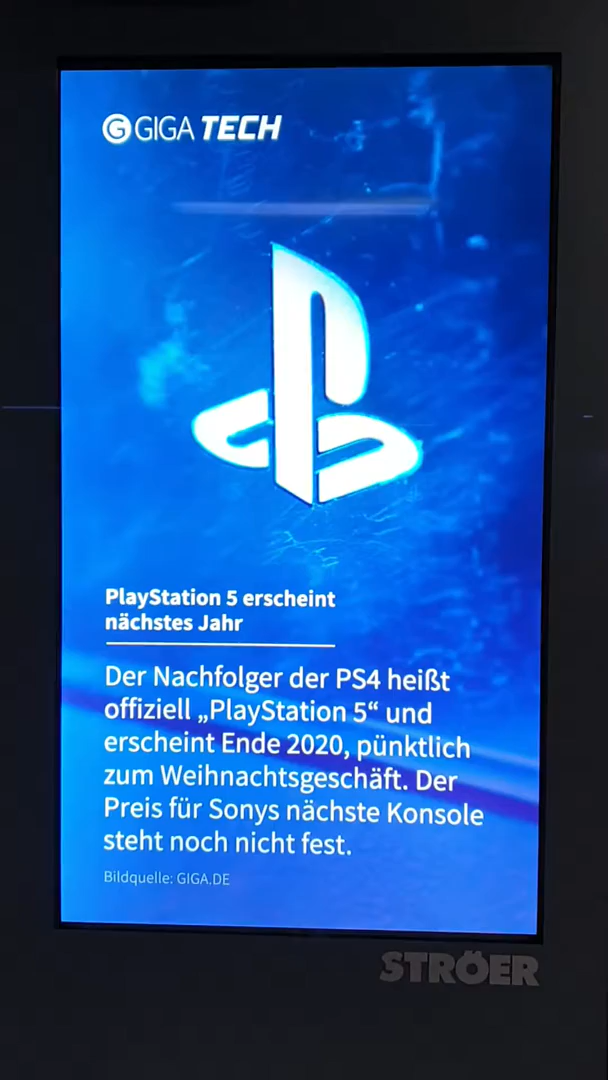 GIGA TECH
PlayStation 5 erscheint
nächstes Jahr
Der Nachfolger der PS4 heißt
offiziell „PlayStation 5“ und
erscheint Ende 2020, pünktlich
zum Weihnachtsgeschäft. Der
Preis für Sonys nächste Konsole
steht noch nicht fest.
Bildquelle: GIGA.DE
STRÖER